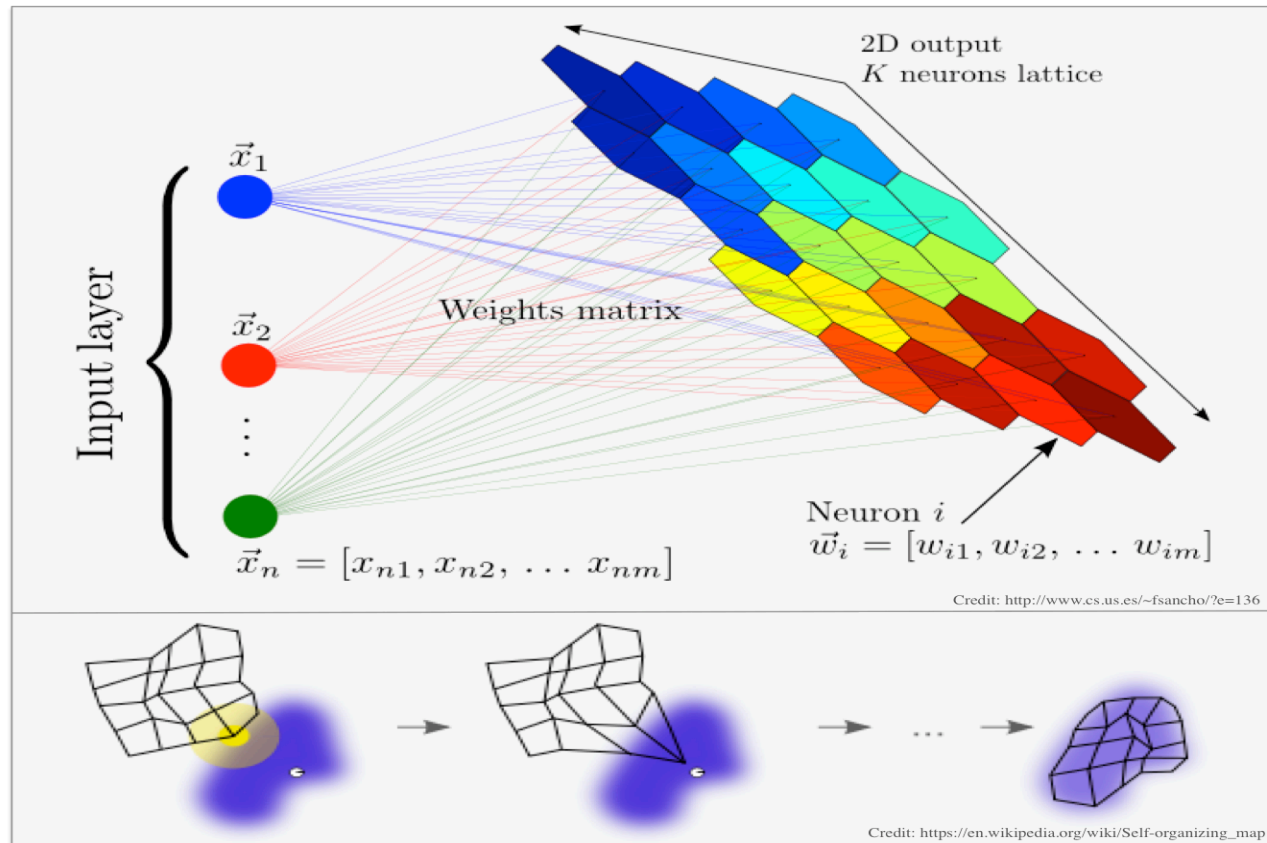 2D output
K neurons lattice
x⃗₁
Input layer
x⃗₂
Weights matrix
⋮
Neuron i
x⃗ₙ = [xₙ₁, xₙ₂, … xₙₘ]
w⃗ᵢ = [wᵢ₁, wᵢ₂, … wᵢₘ]
Credit: http://www.cs.us.es/~fsancho/?e=136
...
Credit: https://en.wikipedia.org/wiki/Self-organizing_map